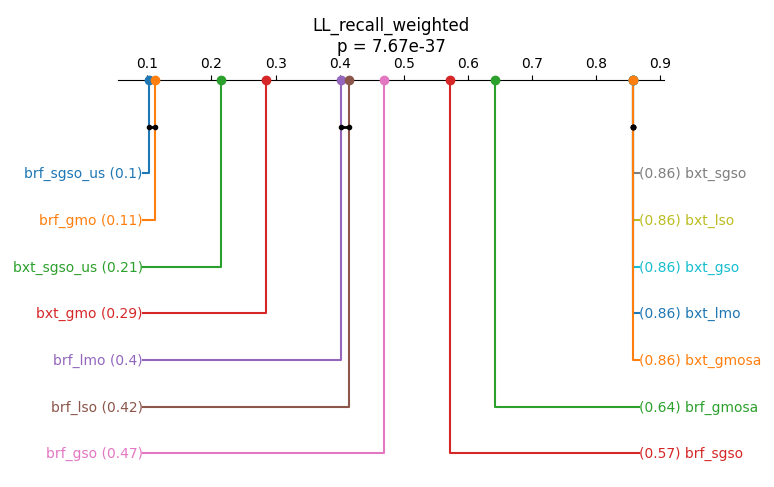 LL_recall_weighted
p = 7.67e-37
0.1 0.2 0.3 0.4 0.5 0.6 0.7 0.8 0.9
brf_sgso_us (0.1) (0.86) bxt_sgso
brf_gmo (0.11) (0.86) bxt_lso
bxt_sgso_us (0.21) (0.86) bxt_gso
bxt_gmo (0.29) (0.86) bxt_lmo
brf_lmo (0.4) (0.86) bxt_gmosa
brf_lso (0.42) (0.64) brf_gmosa
brf_gso (0.47) (0.57) brf_sgso